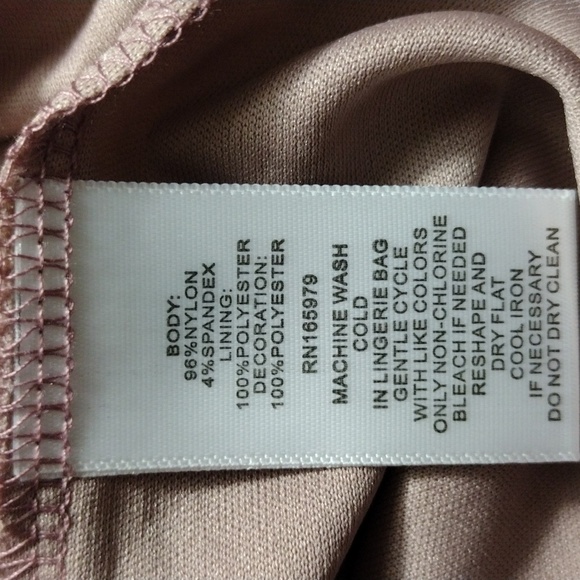 BODY:
96%NYLON
4%SPANDEX
LINING:
100%POLYESTER
DECORATION:
100%POLYESTER
RN165979
MACHINE WASH
COLD
IN LINGERIE BAG
GENTLE CYCLE
WITH LIKE COLORS
ONLY NON-CHLORINE
BLEACH IF NEEDED
RESHAPE AND
DRY FLAT
COOL IRON
IF NECESSARY
DO NOT DRY CLEAN